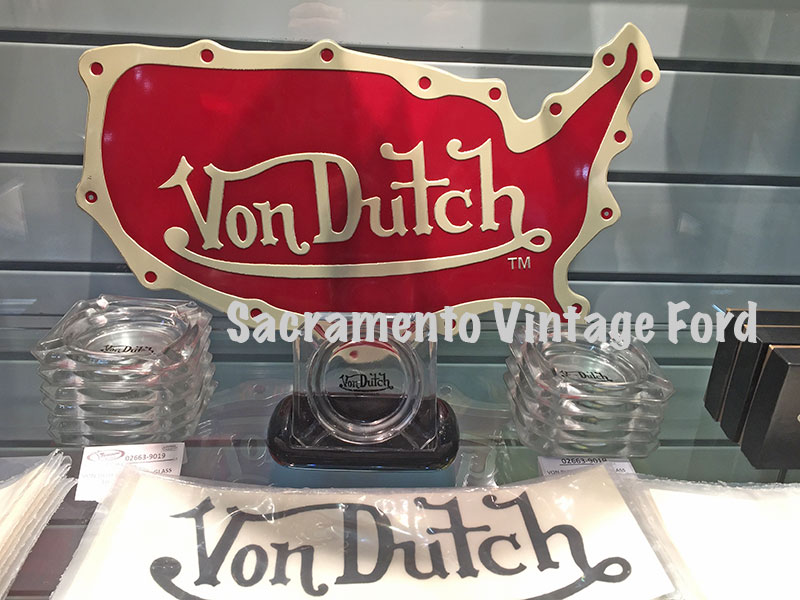 Von Dutch
TM
Sacramento Vintage Ford
Von Dutch
Von Dutch
Von Dutch
02663-9019
02663-9019
Von Dutch